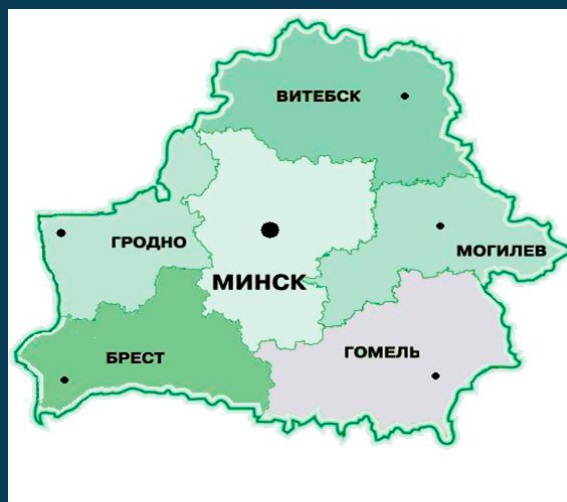 ВИТЕБСК
ГРОДНО
МОГИЛЕВ
МИНСК
БРЕСТ
ГОМЕЛЬ